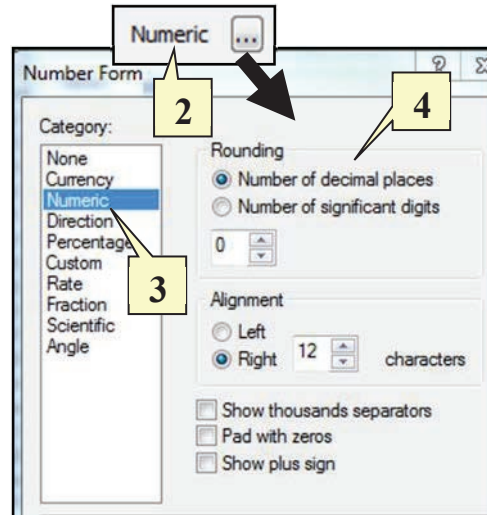 Numeric ...
Number Form
2
4
Category:
None
Currency
Numeric
Direction
Percentage
Custom
Rate
Fraction
Scientific
Angle
3
Rounding
Number of decimal places
Number of significant digits
0
Alignment
Left
Right 12 characters
Show thousands separators
Pad with zeros
Show plus sign